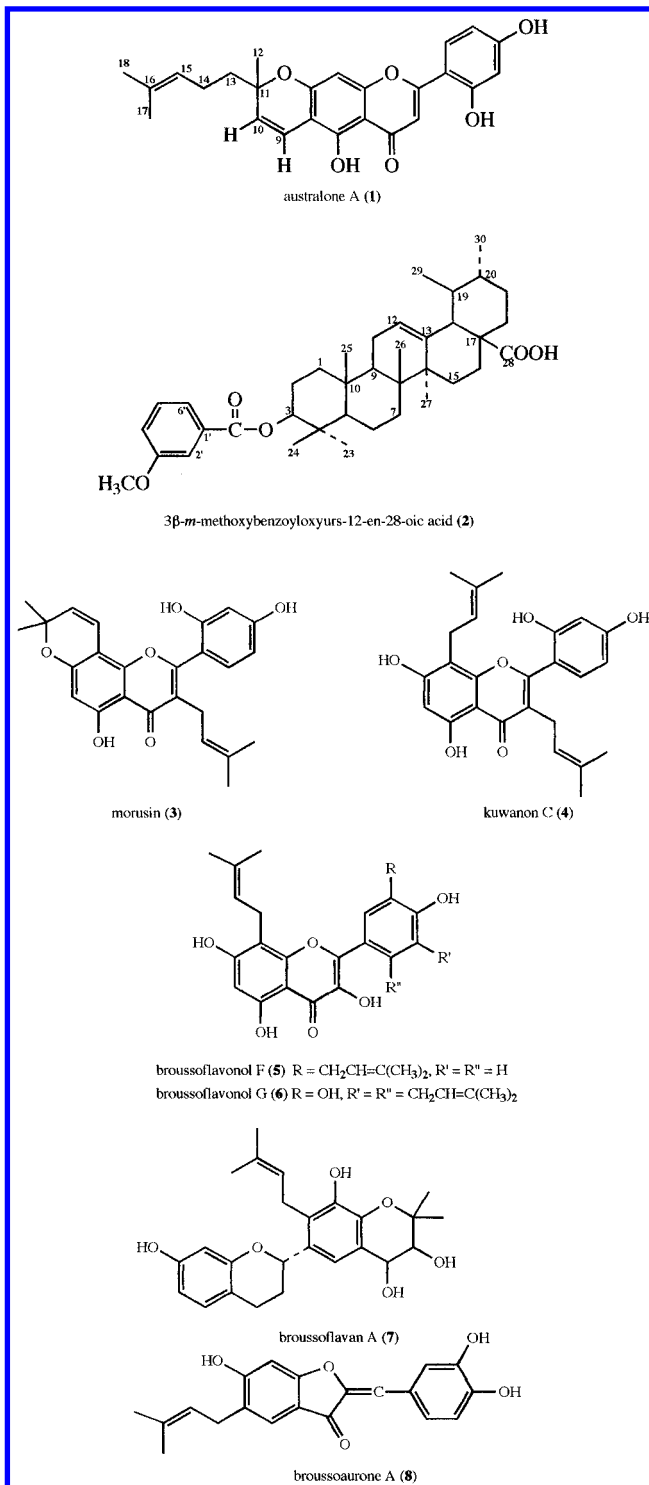 OH
12
18
15
14
O
O
16
11
13
17
10
9
H
H
OH
O
OH
australone A (1)
30
29
20
19
12
13
17
COOH
28
25
26
1
9
15
10
O
3
7
27
6"
C
O
1'
2'
24
23
H₃CO
3β-m-methoxybenzoyloxyurs-12-en-28-oic acid (2)
HO
OH
O
O
OH
O
morusin (3)
HO
OH
HO
O
OH
O
kuwanon C (4)
R
OH
HO
O
R'
R"
OH
OH
O
broussoflavonol F (5) R = CH₂CH=C(CH₃)₂, R' = R" = H
broussoflavonol G (6) R = OH, R' = R" = CH₂CH=C(CH₃)₂
OH
O
HO
O
OH
OH
broussoflavan A (7)
OH
HO
O
C
OH
O
broussoaurone A (8)